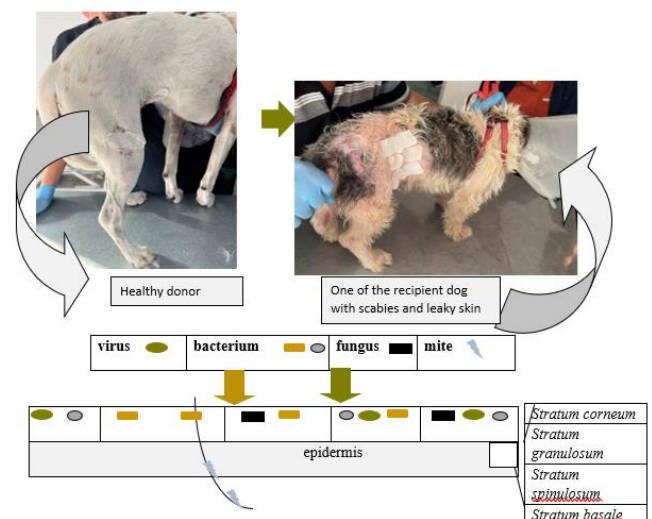 Healthy donor
One of the recipient dog
with scabies and leaky skin
virus bacterium fungus mite
epidermis
Stratum corneum
Stratum
granulosum
Stratum
spinulosum
Stratum basale